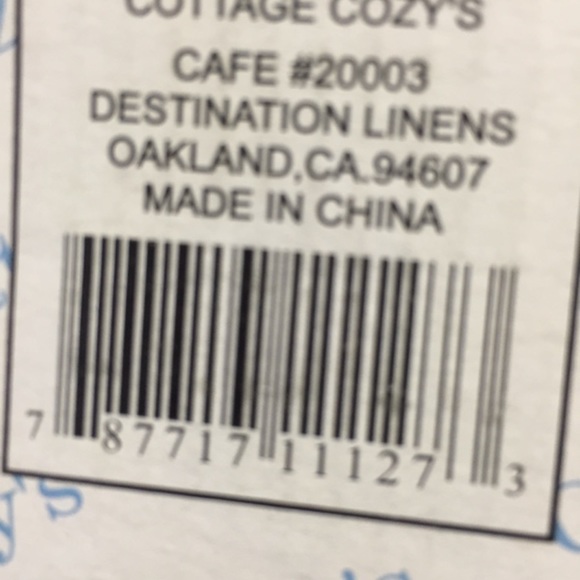 COTTAGE COZY'S
CAFE #20003
DESTINATION LINENS
OAKLAND,CA.94607
MADE IN CHINA
7 87717 11127 3
y's